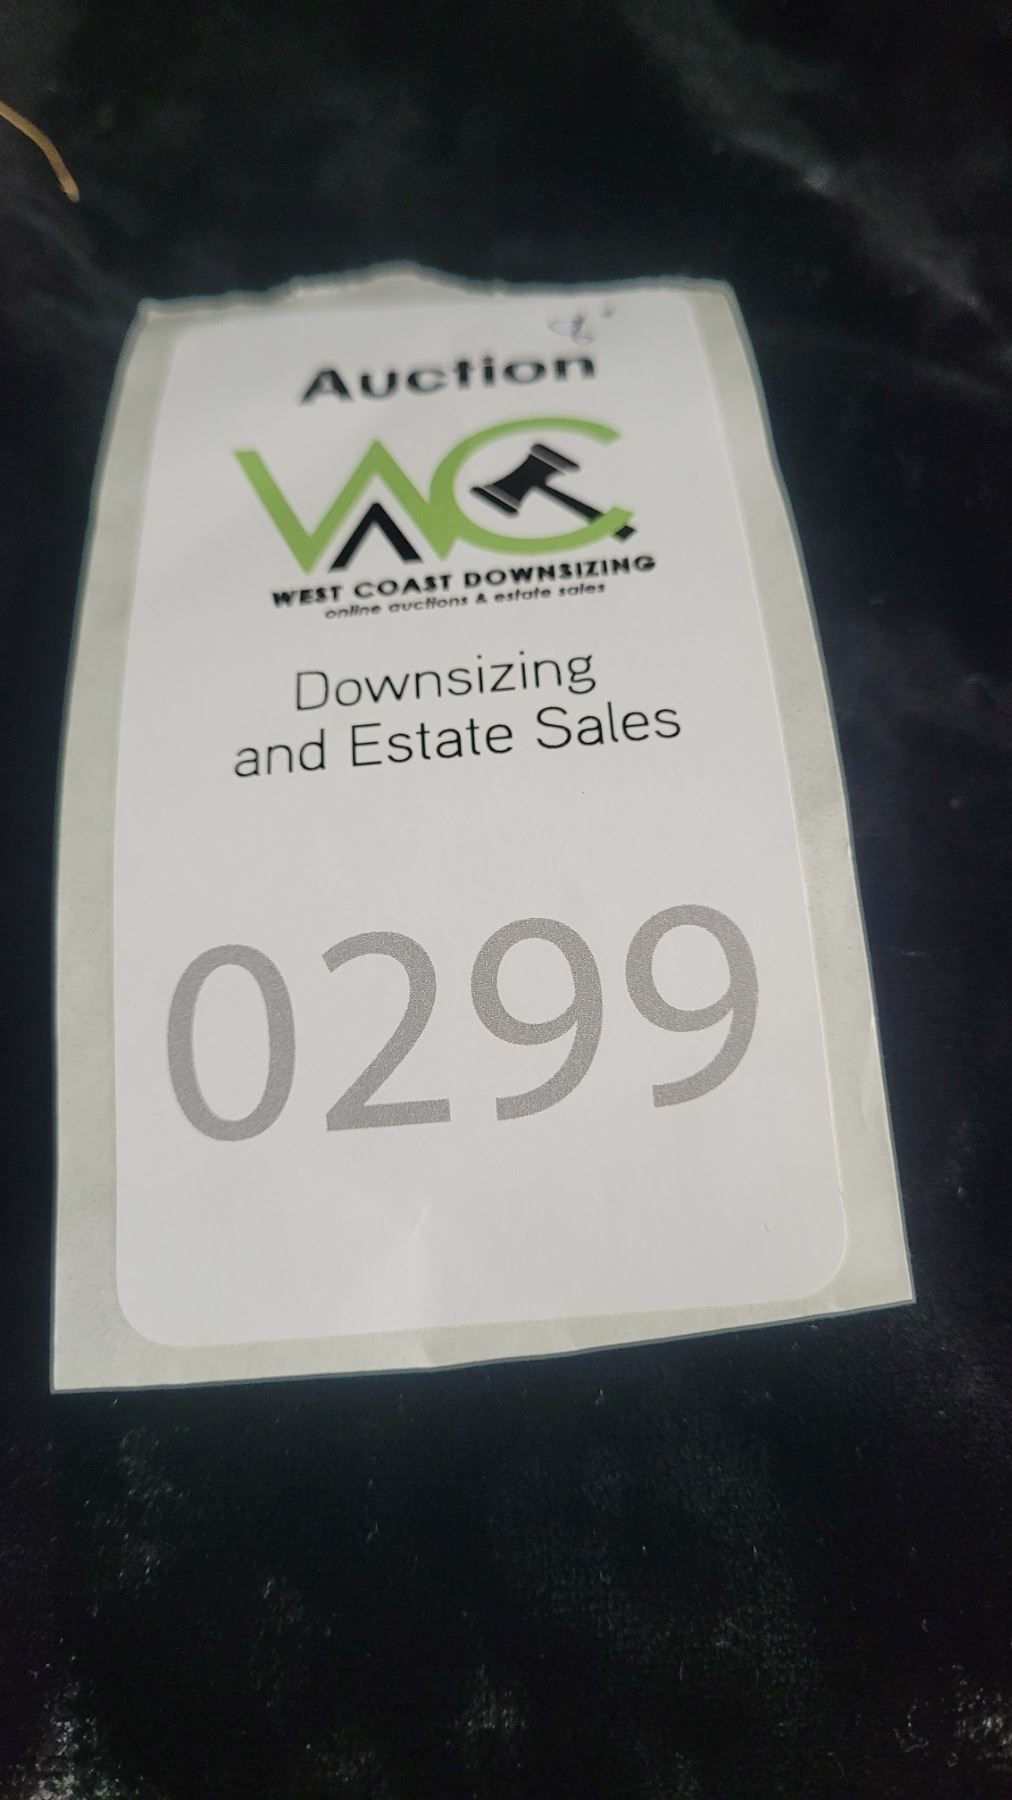 Auction
WC
WEST COAST DOWNSIZING
online auctions & estate sales
Downsizing
and Estate Sales
0299